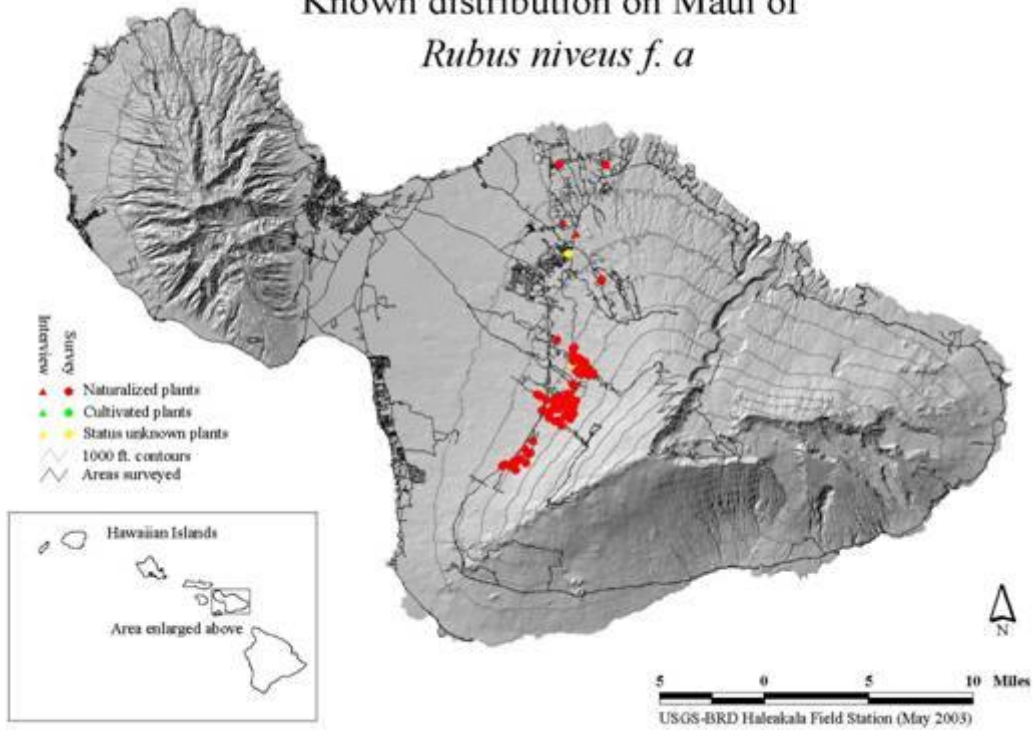 Known distribution on Maui of
Rubus niveus f. a
Interview
Survey
Naturalized plants
Cultivated plants
Status unknown plants
1000 ft. contours
Areas surveyed
Hawaiian Islands
Area enlarged above
N
5 0 5 10 Miles
USGS-BRD Haleakala Field Station (May 2003)